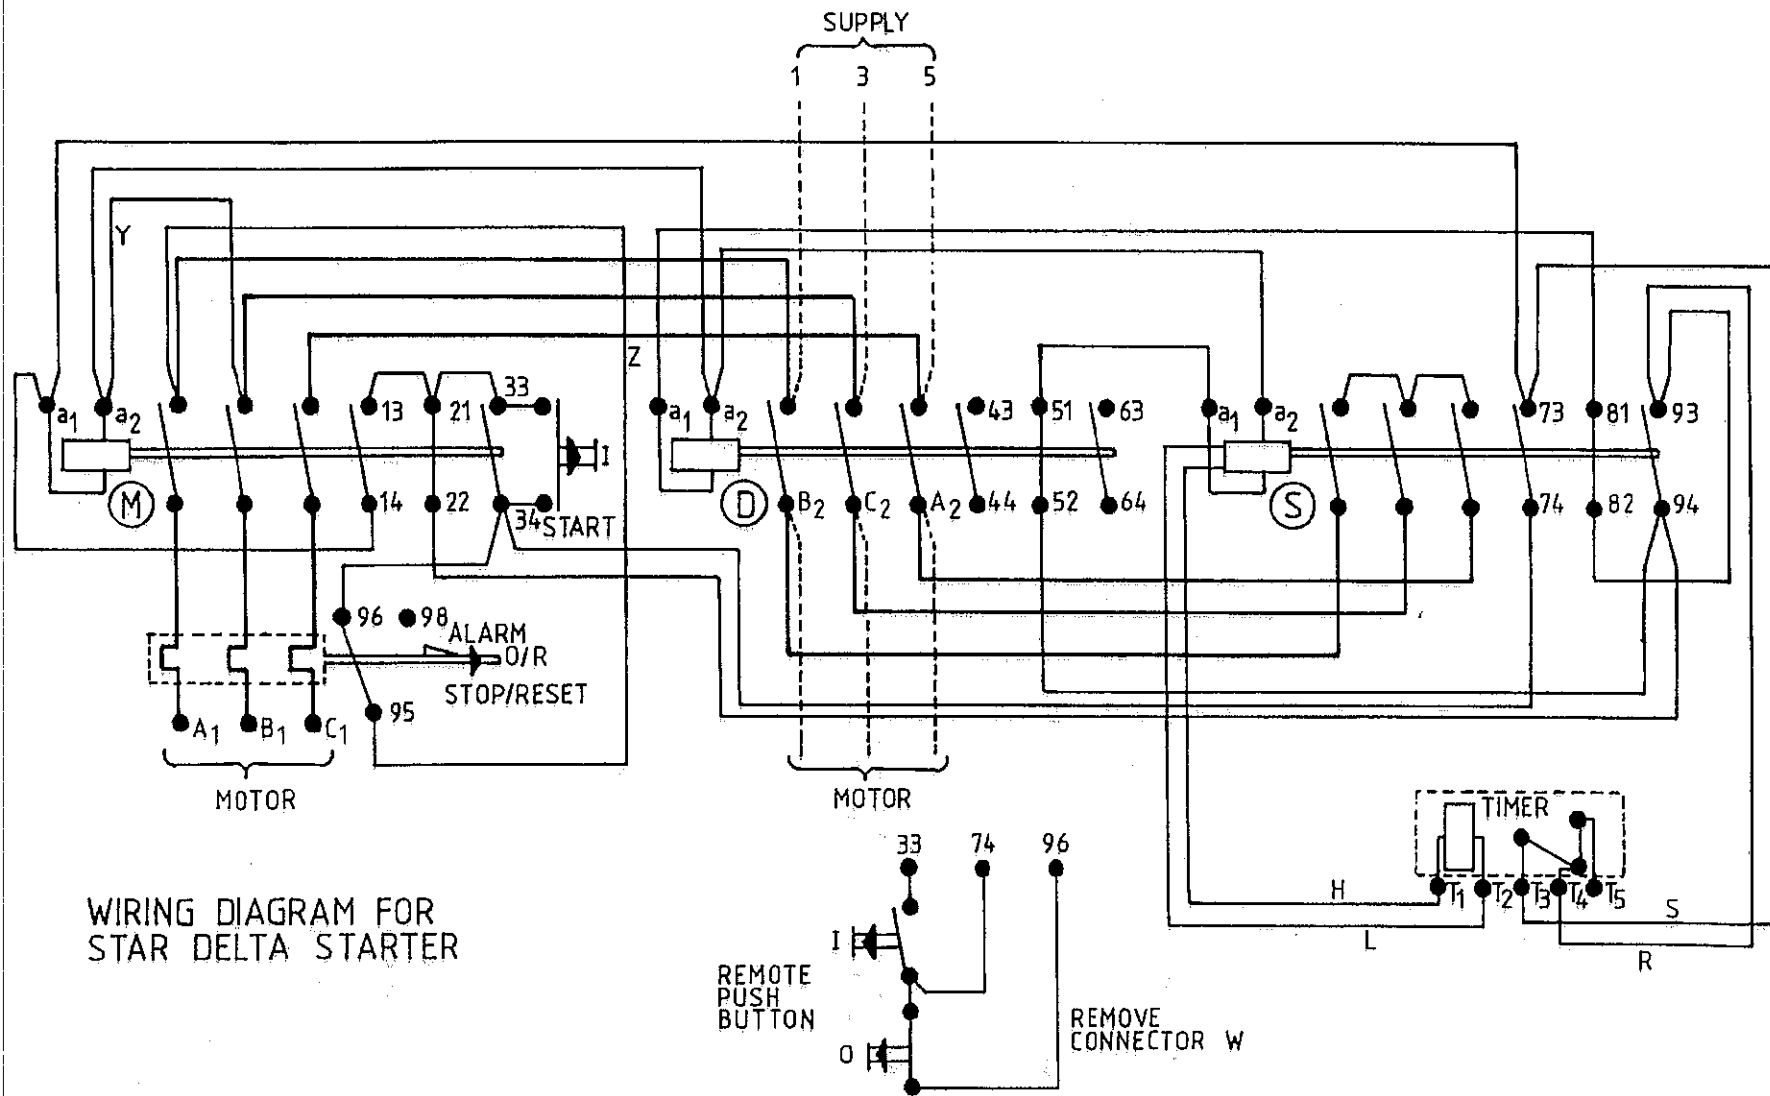 SUPPLY
1 3 5
Y
Z
a1 a2 13 21 33
I
a1 a2 43 51 63
a1 a2 73 81 93
M 14 22 34 START
D B2 C2 A2 44 52 64
S 74 82 94
96 98 ALARM
O/R
STOP/RESET
95
A1 B1 C1
MOTOR
MOTOR
TIMER
T1 T2 T3 T4 T5
H
L
S
R
33 74 96
I
REMOTE
PUSH
BUTTON
O
REMOVE
CONNECTOR W
WIRING DIAGRAM FOR
STAR DELTA STARTER